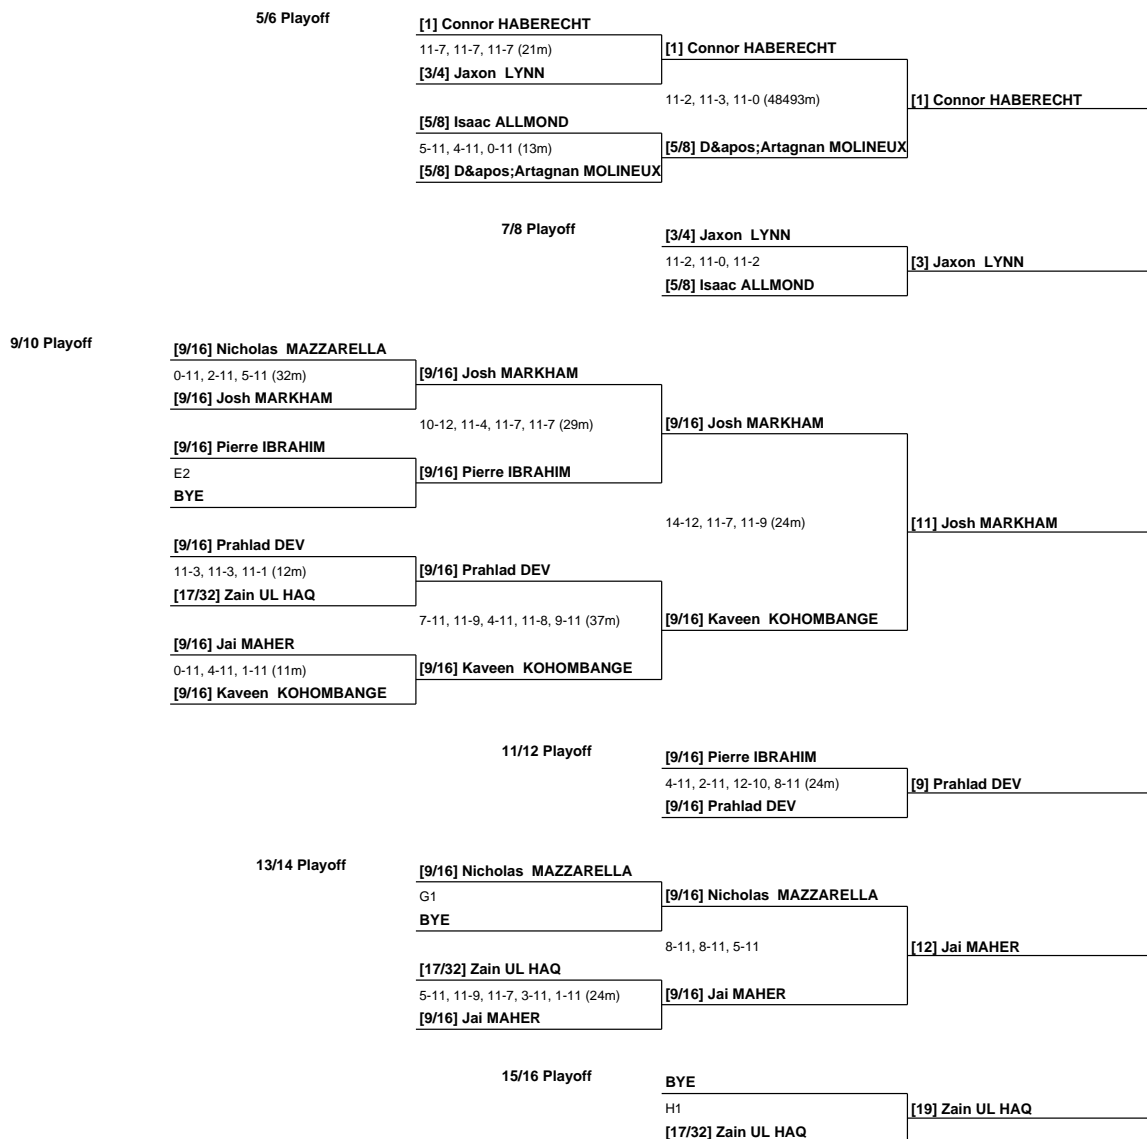 5/6 Playoff
[1] Connor HABERECHT
11-7, 11-7, 11-7 (21m)
[3/4] Jaxon  LYNN
[1] Connor HABERECHT
11-2, 11-3, 11-0 (48493m)
[1] Connor HABERECHT
[5/8] Isaac ALLMOND
5-11, 4-11, 0-11 (13m)
[5/8] D&apos;Artagnan MOLINEUX
[5/8] D&apos;Artagnan MOLINEUX
7/8 Playoff
[3/4] Jaxon  LYNN
11-2, 11-0, 11-2
[5/8] Isaac ALLMOND
[3] Jaxon  LYNN
9/10 Playoff
[9/16] Nicholas  MAZZARELLA
0-11, 2-11, 5-11 (32m)
[9/16] Josh MARKHAM
[9/16] Josh MARKHAM
10-12, 11-4, 11-7, 11-7 (29m)
[9/16] Josh MARKHAM
[9/16] Pierre IBRAHIM
E2
BYE
[9/16] Pierre IBRAHIM
14-12, 11-7, 11-9 (24m)
[11] Josh MARKHAM
[9/16] Prahlad DEV
11-3, 11-3, 11-1 (12m)
[17/32] Zain UL HAQ
[9/16] Prahlad DEV
7-11, 11-9, 4-11, 11-8, 9-11 (37m)
[9/16] Kaveen  KOHOMBANGE
[9/16] Jai MAHER
0-11, 4-11, 1-11 (11m)
[9/16] Kaveen  KOHOMBANGE
[9/16] Kaveen  KOHOMBANGE
11/12 Playoff
[9/16] Pierre IBRAHIM
4-11, 2-11, 12-10, 8-11 (24m)
[9/16] Prahlad DEV
[9] Prahlad DEV
13/14 Playoff
[9/16] Nicholas  MAZZARELLA
G1
BYE
[9/16] Nicholas  MAZZARELLA
8-11, 8-11, 5-11
[12] Jai MAHER
[17/32] Zain UL HAQ
5-11, 11-9, 11-7, 3-11, 1-11 (24m)
[9/16] Jai MAHER
[9/16] Jai MAHER
15/16 Playoff
BYE
H1
[17/32] Zain UL HAQ
[19] Zain UL HAQ